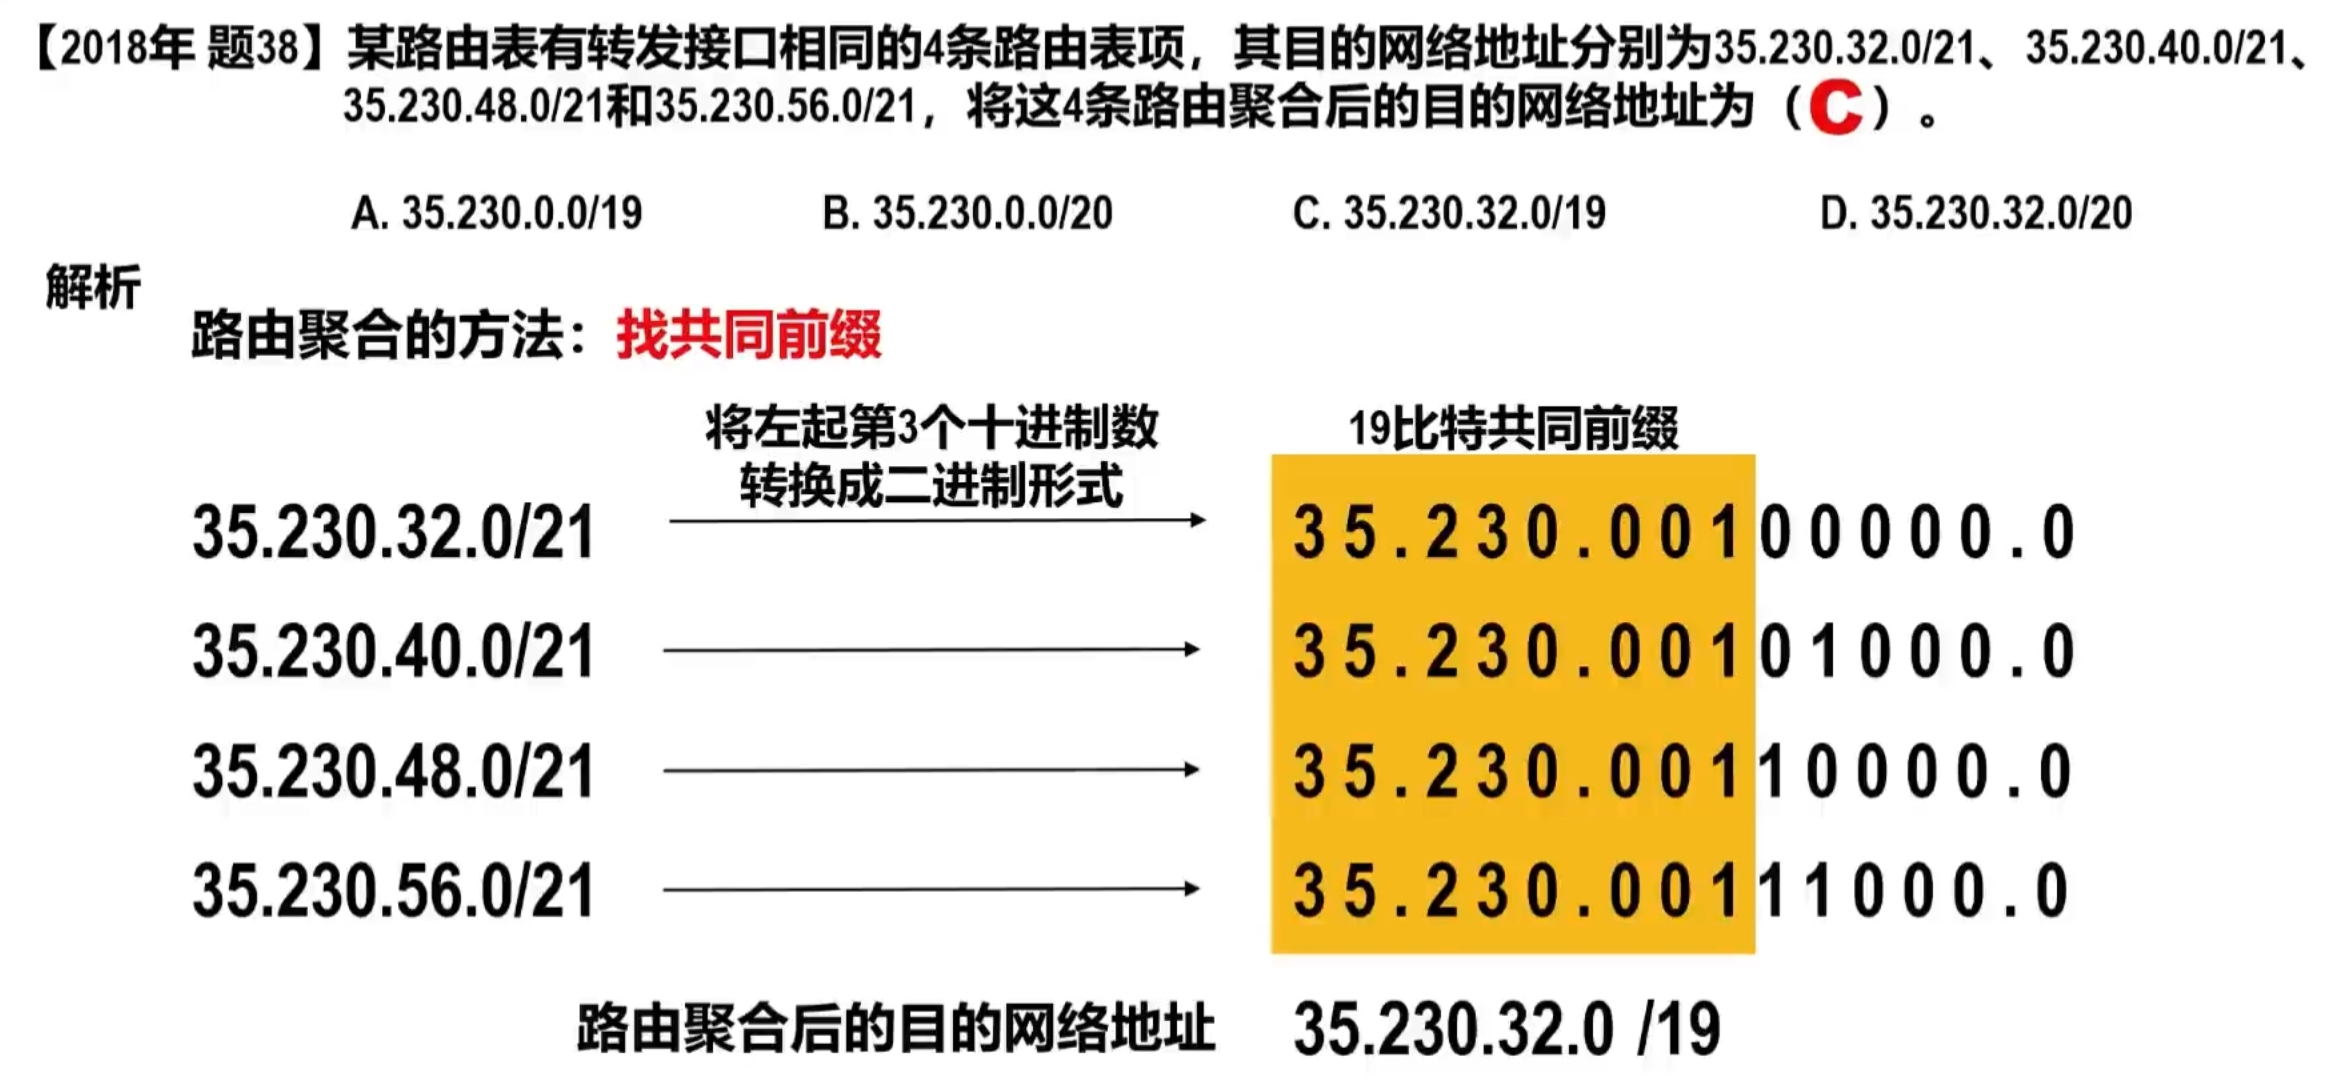 【2018年 题38】某路由表有转发接口相同的4条路由表项，其目的网络地址分别为35.230.32.0/21、35.230.40.0/21、
35.230.48.0/21和35.230.56.0/21，将这4条路由聚合后的目的网络地址为（C）。
A. 35.230.0.0/19 B. 35.230.0.0/20 C. 35.230.32.0/19 D. 35.230.32.0/20
解析
路由聚合的方法：找共同前缀
将左起第3个十进制数 19比特共同前缀
转换成二进制形式
35.230.32.0/21 35.230.00100000.0
35.230.40.0/21 35.230.00101000.0
35.230.48.0/21 35.230.00110000.0
35.230.56.0/21 35.230.00111000.0
路由聚合后的目的网络地址 35.230.32.0 /19